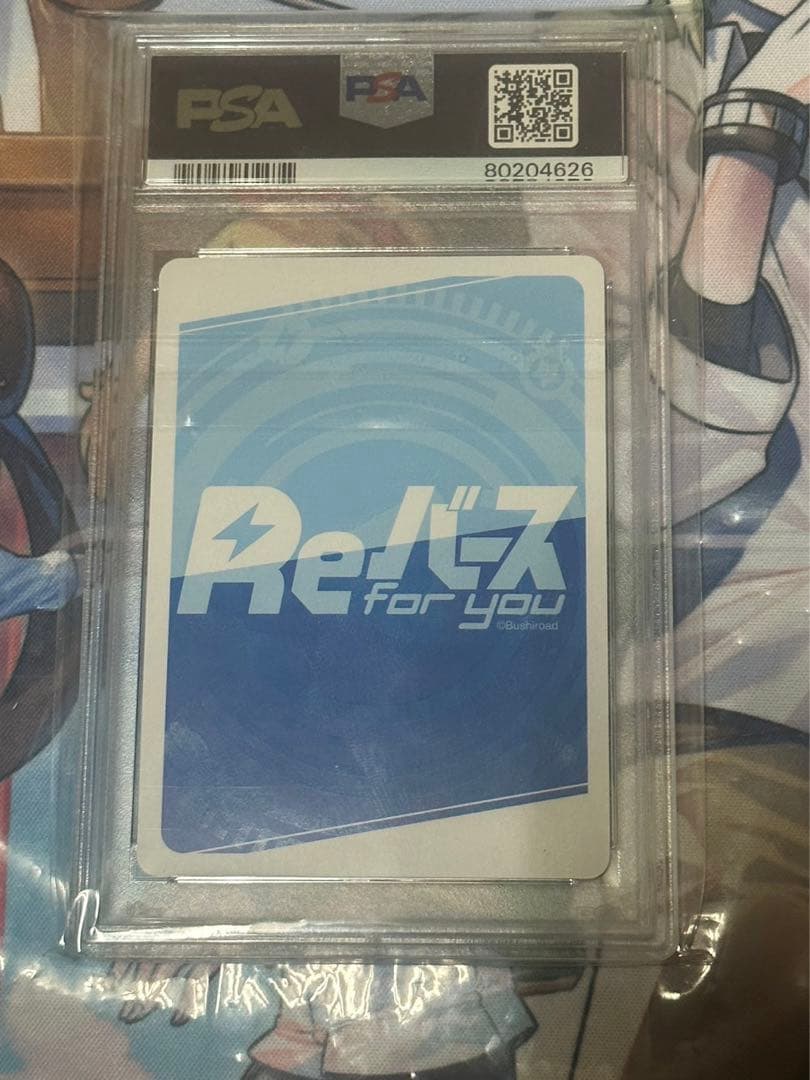 PSA
PSA
80204626
Reバース
for you
©Bushiroad